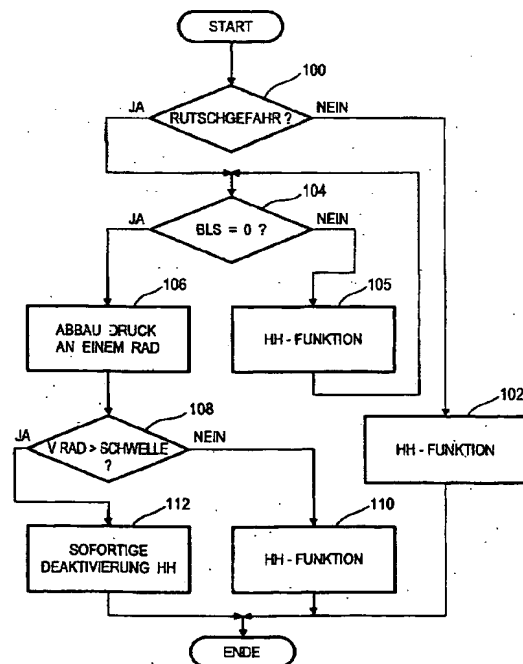 START
100
JA
RUTSCHGEFAHR ?
NEIN
104
JA
BLS = 0 ?
NEIN
106
ABBAU DRUCK
AN EINEM RAD
105
HH - FUNKTION
108
JA
V RAD > SCHWELLE
?
NEIN
102
HH - FUNKTION
112
SOFORTIGE
DEAKTIVIERUNG HH
110
HH - FUNKTION
ENDE